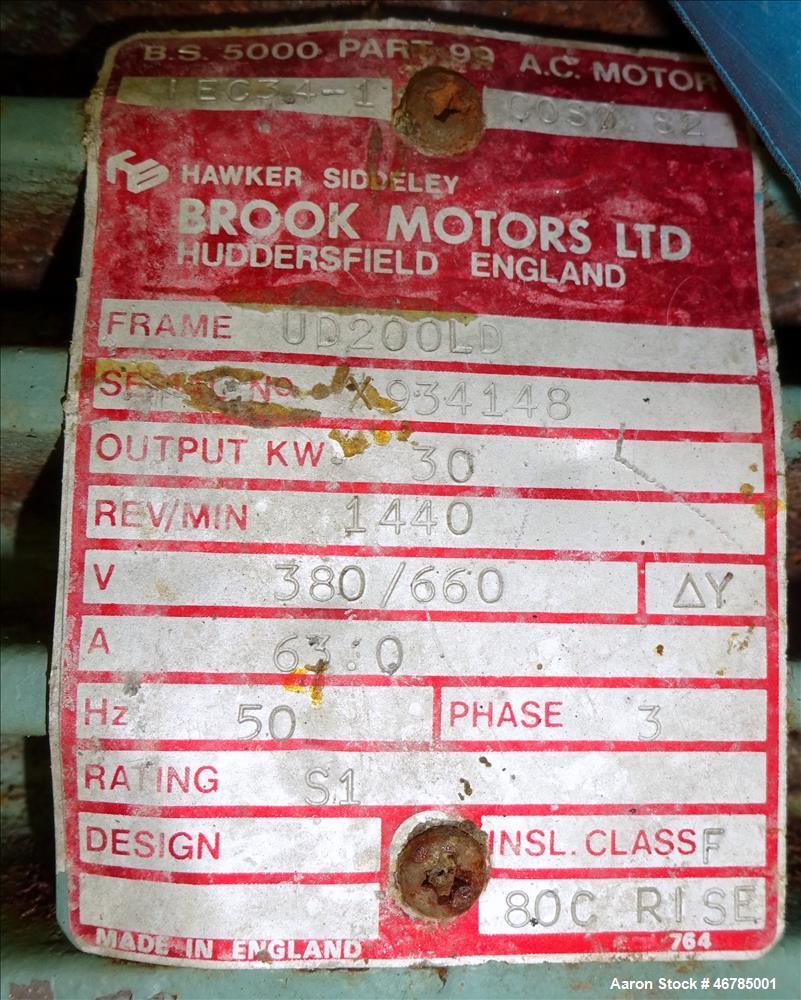 B.S. 5000 PART 99 A.C. MOTOR
IEC34-1 COSØ.82
HAWKER SIDDELEY
BROOK MOTORS LTD
HUDDERSFIELD ENGLAND
FRAME UD200LD
NO X934148
OUTPUT KW. 30
REV/MIN 1440
V 380/660 ΔY
A 63.0
Hz 50 PHASE 3
RATING S1
DESIGN INSL. CLASS F
80C RISE
MADE IN ENGLAND 764
Aaron Stock # 46785001